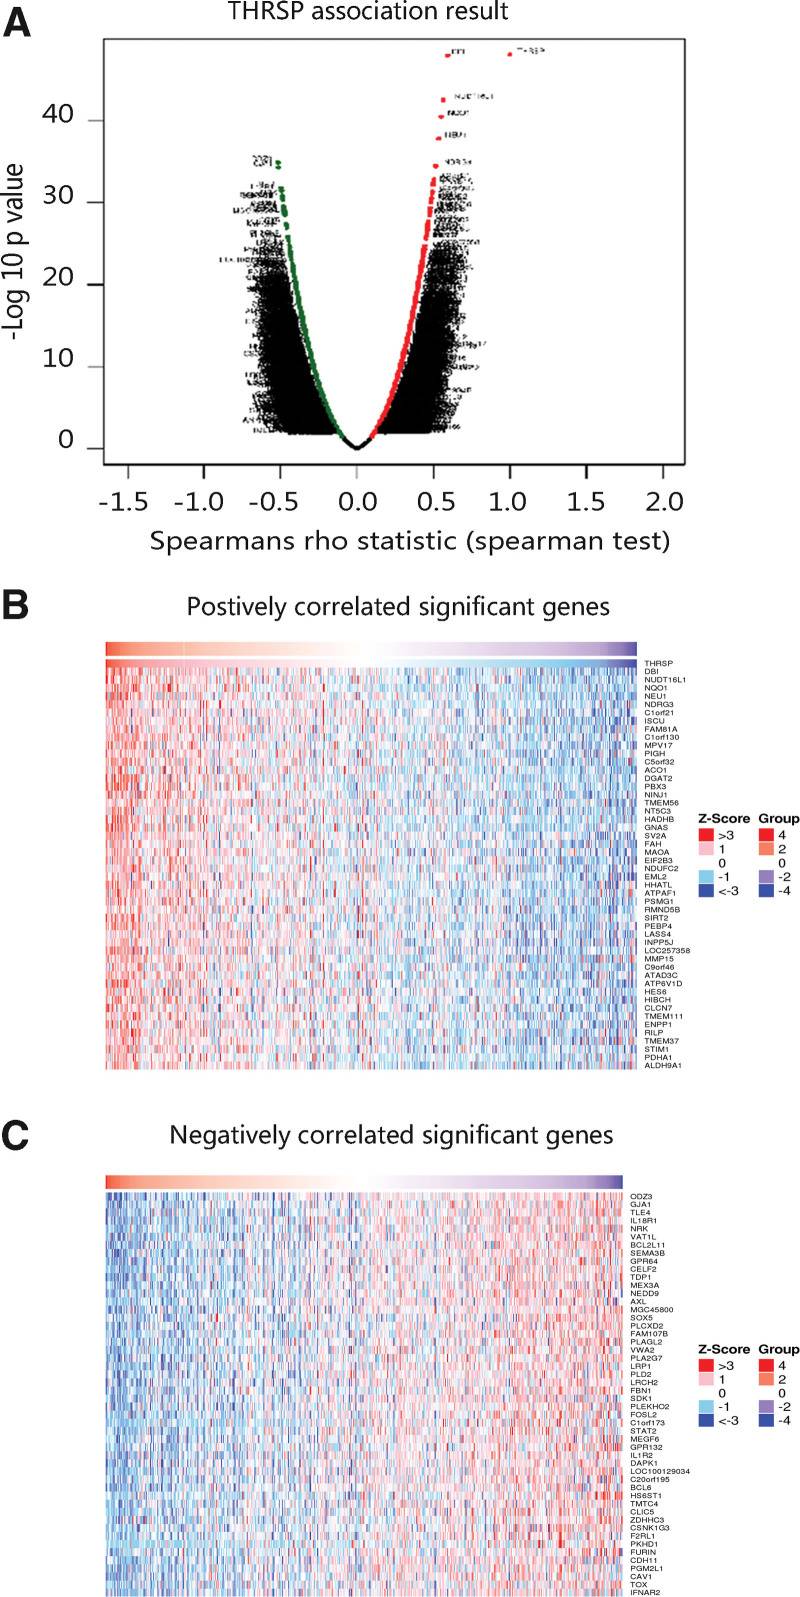 A
THRSP association result
-Log 10 p value
40
30
20
10
0
THRSP
NUDT16L1
NQO1
NEU1
NDRG3
-1.5 -1.0 -0.5 0.0 0.5 1.0 1.5 2.0
Spearmans rho statistic (spearman test)
B
Postively correlated significant genes
THRSP
DBI
NUDT16L1
NQO1
NEU1
NDRG3
C1orf21
ISCU
FAM81A
C1orf130
MPV17
PIGH
C5orf32
ACO1
DGAT2
PBX3
NINJ1
TMEM56
NT5C3
HADHB
GNAS
SV2A
FAH
MAOA
EIF2B3
NDUFC2
EML2
HHATL
ATPAF1
PSMG1
RMND5B
SIRT2
PEBP4
LASS4
INPP5J
LOC257358
MMP15
C9orf46
ATAD3C
ATP6V1D
HES6
HIBCH
CLCN7
TMEM111
ENPP1
RILP
TMEM37
STIM1
PDHA1
ALDH9A1
Z-Score Group
>3 4
1 2
0 0
-1 -2
<-3 -4
C
Negatively correlated significant genes
ODZ3
GJA1
TLE4
IL18R1
NRK
VAT1L
BCL2L11
SEMA3B
GPR64
CELF2
TDP1
MEX3A
NEDD9
AXL
MGC45800
SOX5
PLCXD2
FAM107B
PLAGL2
VWA2
PLA2G7
LRP1
PLD2
LRCH2
FBN1
SDK1
PLEKHO2
FOSL2
C1orf173
STAT2
MEGF6
GPR132
IL1R2
DAPK1
LOC100129034
C20orf195
BCL6
HS6ST1
TMTC4
CLIC5
ZDHHC3
CSNK1G3
F2RL1
PKHD1
FURIN
CDH11
PGM2L1
CAV1
TOX
IFNAR2
Z-Score Group
>3 4
1 2
0 0
-1 -2
<-3 -4